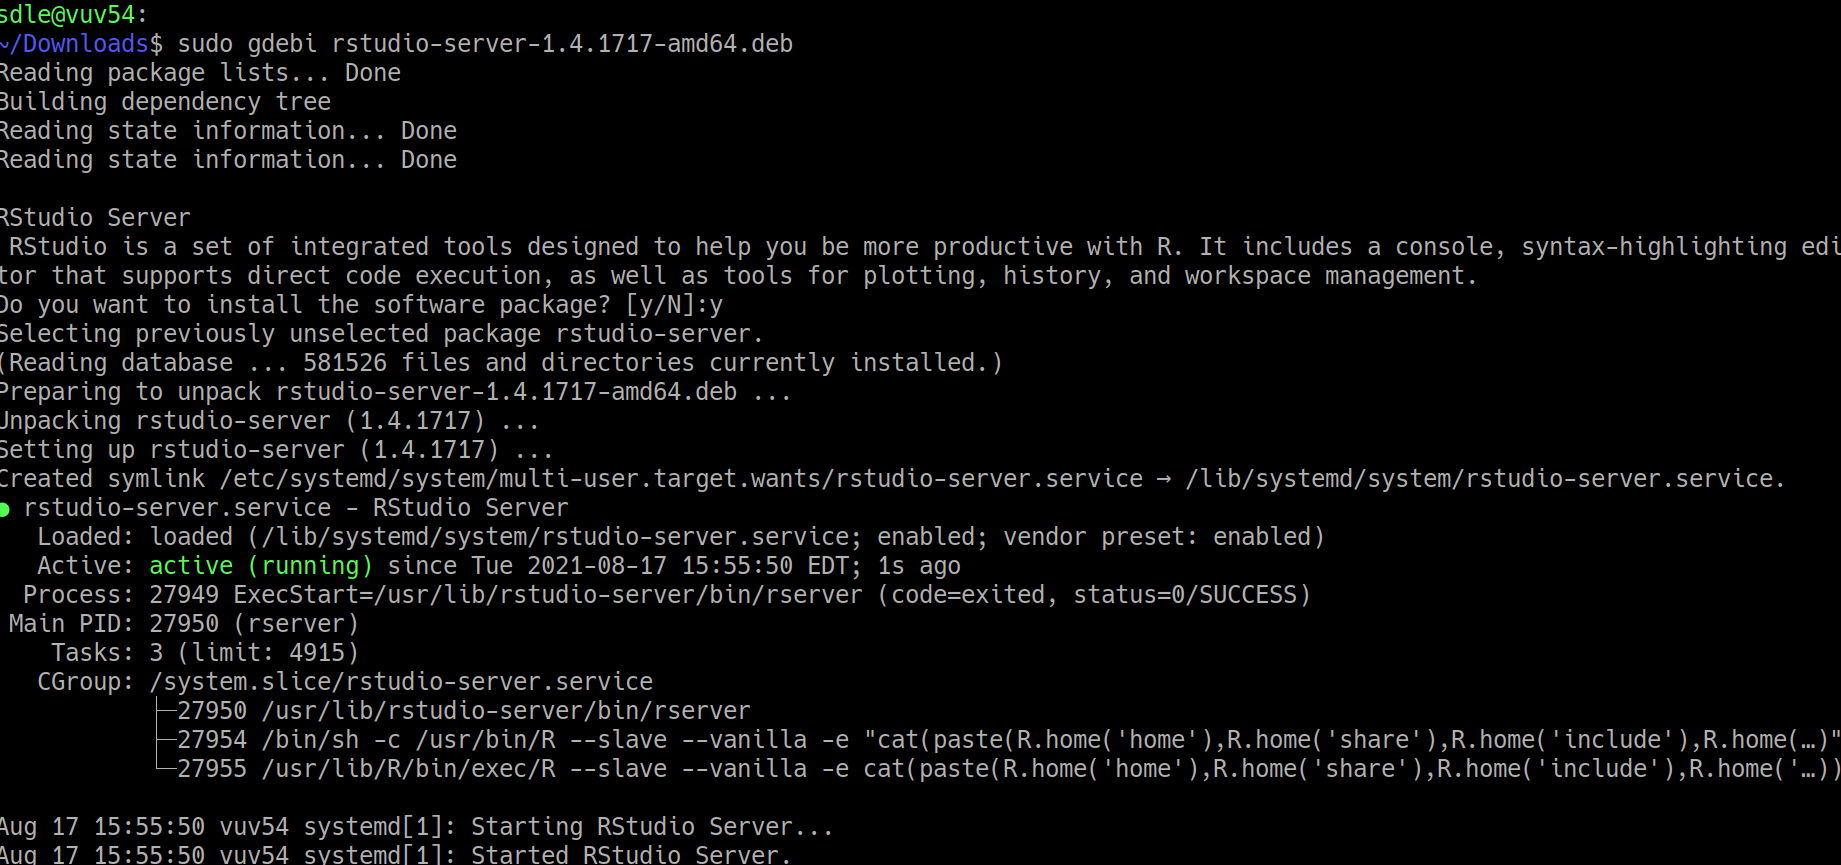 sdle@vuv54:
~/Downloads$ sudo gdebi rstudio-server-1.4.1717-amd64.deb
Reading package lists... Done
Building dependency tree
Reading state information... Done
Reading state information... Done
RStudio Server
 RStudio is a set of integrated tools designed to help you be more productive with R. It includes a console, syntax-highlighting edi
tor that supports direct code execution, as well as tools for plotting, history, and workspace management.
Do you want to install the software package? [y/N]:y
Selecting previously unselected package rstudio-server.
(Reading database ... 581526 files and directories currently installed.)
Preparing to unpack rstudio-server-1.4.1717-amd64.deb ...
Unpacking rstudio-server (1.4.1717) ...
Setting up rstudio-server (1.4.1717) ...
Created symlink /etc/systemd/system/multi-user.target.wants/rstudio-server.service → /lib/systemd/system/rstudio-server.service.
● rstudio-server.service - RStudio Server
   Loaded: loaded (/lib/systemd/system/rstudio-server.service; enabled; vendor preset: enabled)
   Active: active (running) since Tue 2021-08-17 15:55:50 EDT; 1s ago
  Process: 27949 ExecStart=/usr/lib/rstudio-server/bin/rserver (code=exited, status=0/SUCCESS)
 Main PID: 27950 (rserver)
    Tasks: 3 (limit: 4915)
   CGroup: /system.slice/rstudio-server.service
           ├─27950 /usr/lib/rstudio-server/bin/rserver
           ├─27954 /bin/sh -c /usr/bin/R --slave --vanilla -e "cat(paste(R.home('home'),R.home('share'),R.home('include'),R.home(…)"
           └─27955 /usr/lib/R/bin/exec/R --slave --vanilla -e cat(paste(R.home('home'),R.home('share'),R.home('include'),R.home('…))
Aug 17 15:55:50 vuv54 systemd[1]: Starting RStudio Server...
Aug 17 15:55:50 vuv54 systemd[1]: Started RStudio Server.